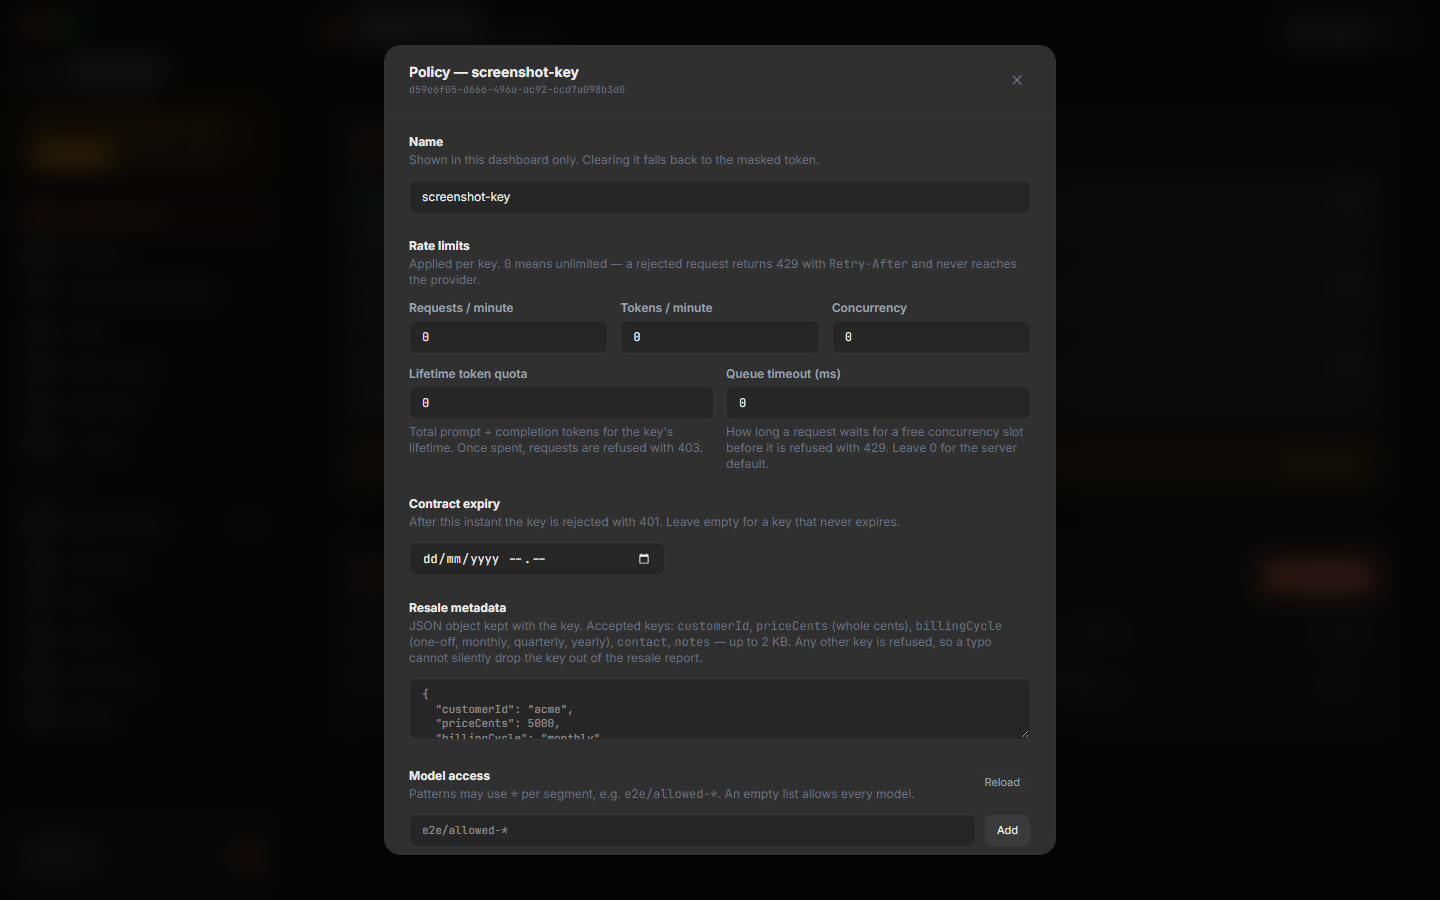 Policy — screenshot-key
d59e6f05-d666-496a-ac92-ccd7a098b3d0
Name
Shown in this dashboard only. Clearing it falls back to the masked token.
screenshot-key
Rate limits
Applied per key. 0 means unlimited — a rejected request returns 429 with Retry-After and never reaches
the provider.
Requests / minute
Tokens / minute
Concurrency
0
0
0
Lifetime token quota
Queue timeout (ms)
0
0
Total prompt + completion tokens for the key's
lifetime. Once spent, requests are refused with 403.
How long a request waits for a free concurrency slot
before it is refused with 429. Leave 0 for the server
default.
Contract expiry
After this instant the key is rejected with 401. Leave empty for a key that never expires.
dd/mm/yyyy --.--
Resale metadata
JSON object kept with the key. Accepted keys: customerId, priceCents (whole cents), billingCycle
(one-off, monthly, quarterly, yearly), contact, notes — up to 2 KB. Any other key is refused, so a typo
cannot silently drop the key out of the resale report.
{
"customerId": "acme",
"priceCents": 5000,
"billingCycle": "monthly"
Model access
Reload
Patterns may use * per segment, e.g. e2e/allowed-*. An empty list allows every model.
e2e/allowed-*
Add